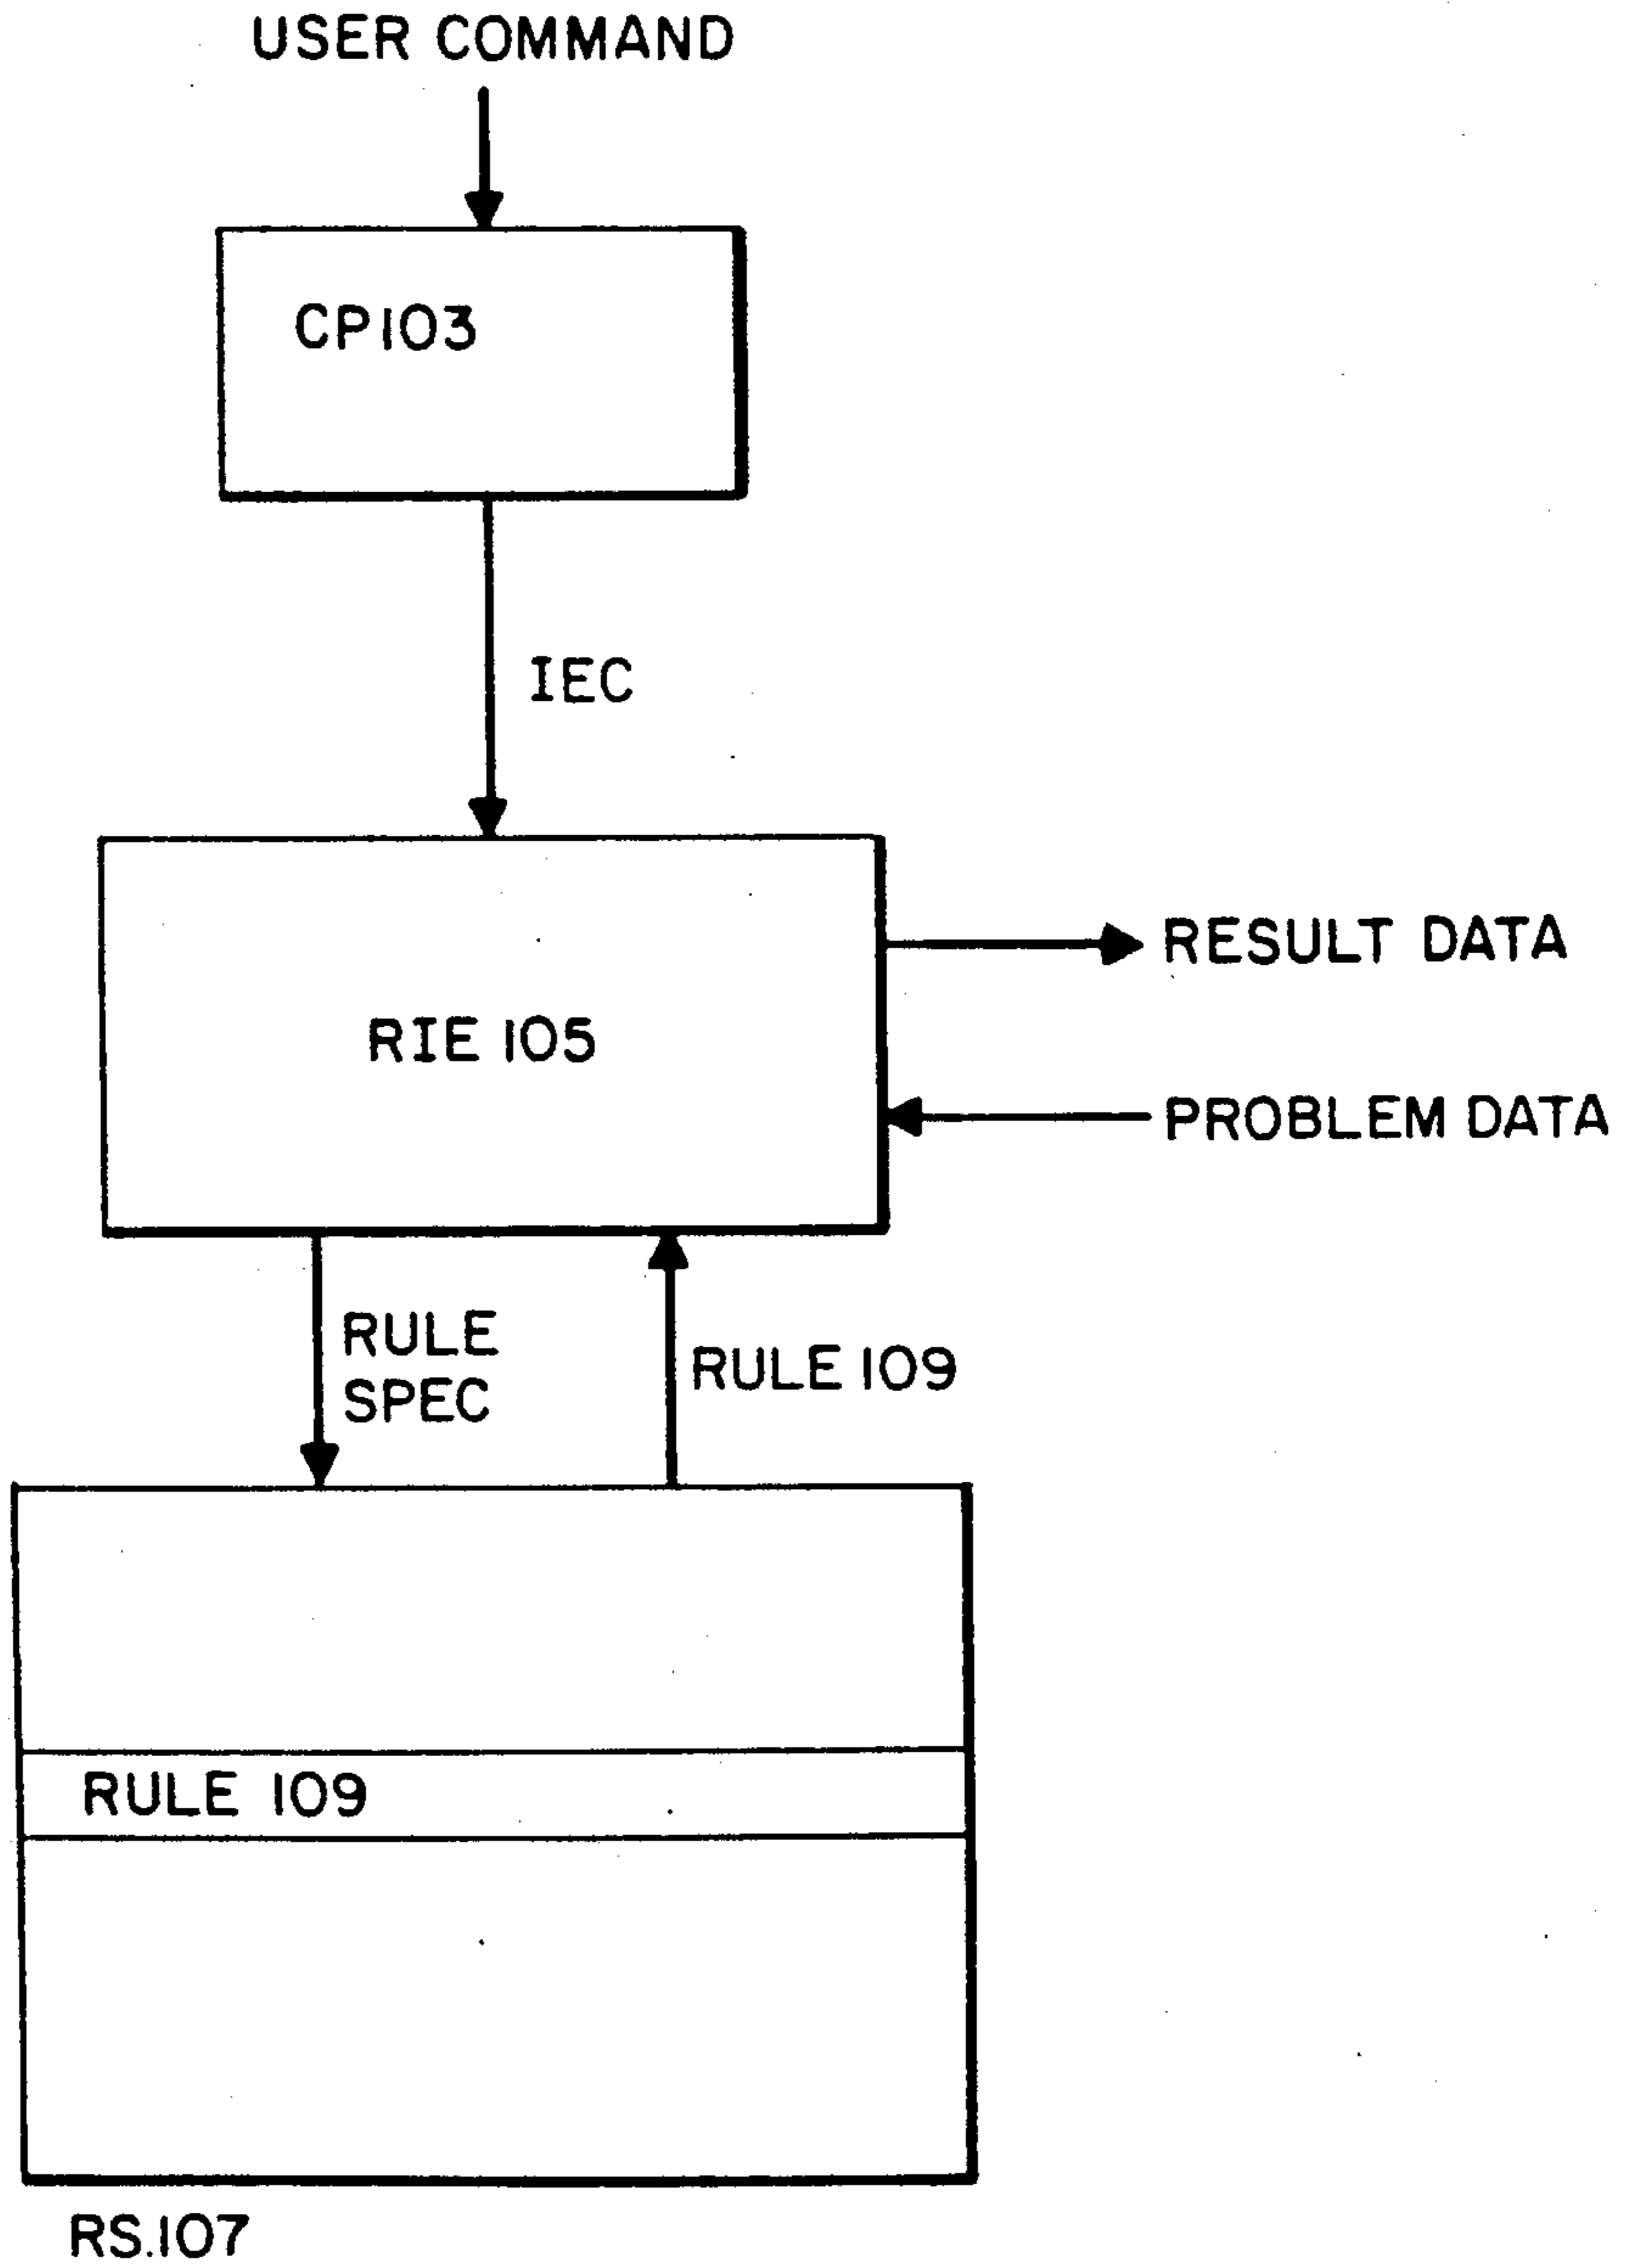 USER COMMAND
CP103
IEC
RESULT DATA
RIE 105
PROBLEM DATA
RULE
SPEC
RULE 109
RULE 109
RS.107